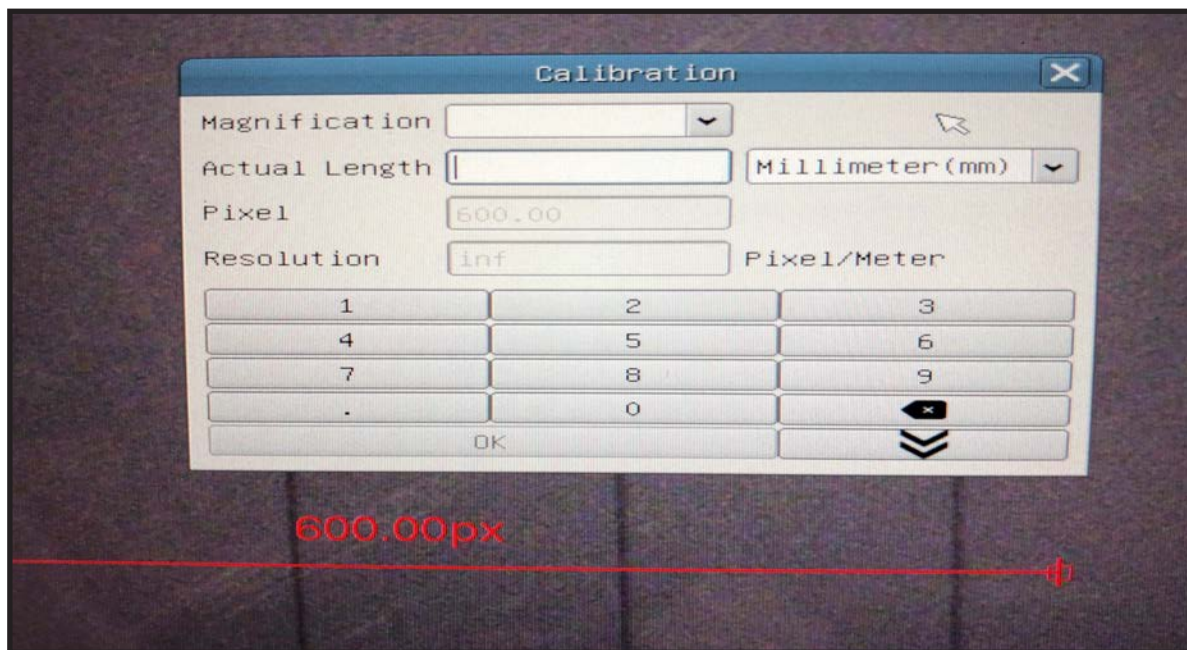 Calibration
Magnification
Actual Length Millimeter(mm)
Pixel 600.00
Resolution inf Pixel/Meter
1 2 3
4 5 6
7 8 9
. 0
OK
600.00px